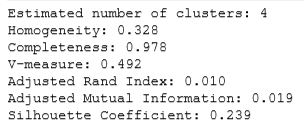 Estimated number of clusters: 4
Homogeneity: 0.328
Completeness: 0.978
V-measure: 0.492
Adjusted Rand Index: 0.010
Adjusted Mutual Information: 0.019
Silhouette Coefficient: 0.239